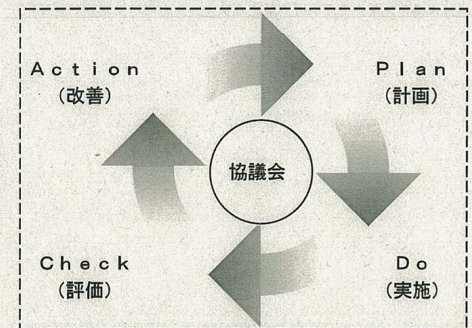 Ａｃｔｉｏｎ
（改善）
Ｐｌａｎ
（計画）
協議会
Ｃｈｅｃｋ
（評価）
Ｄｏ
（実施）